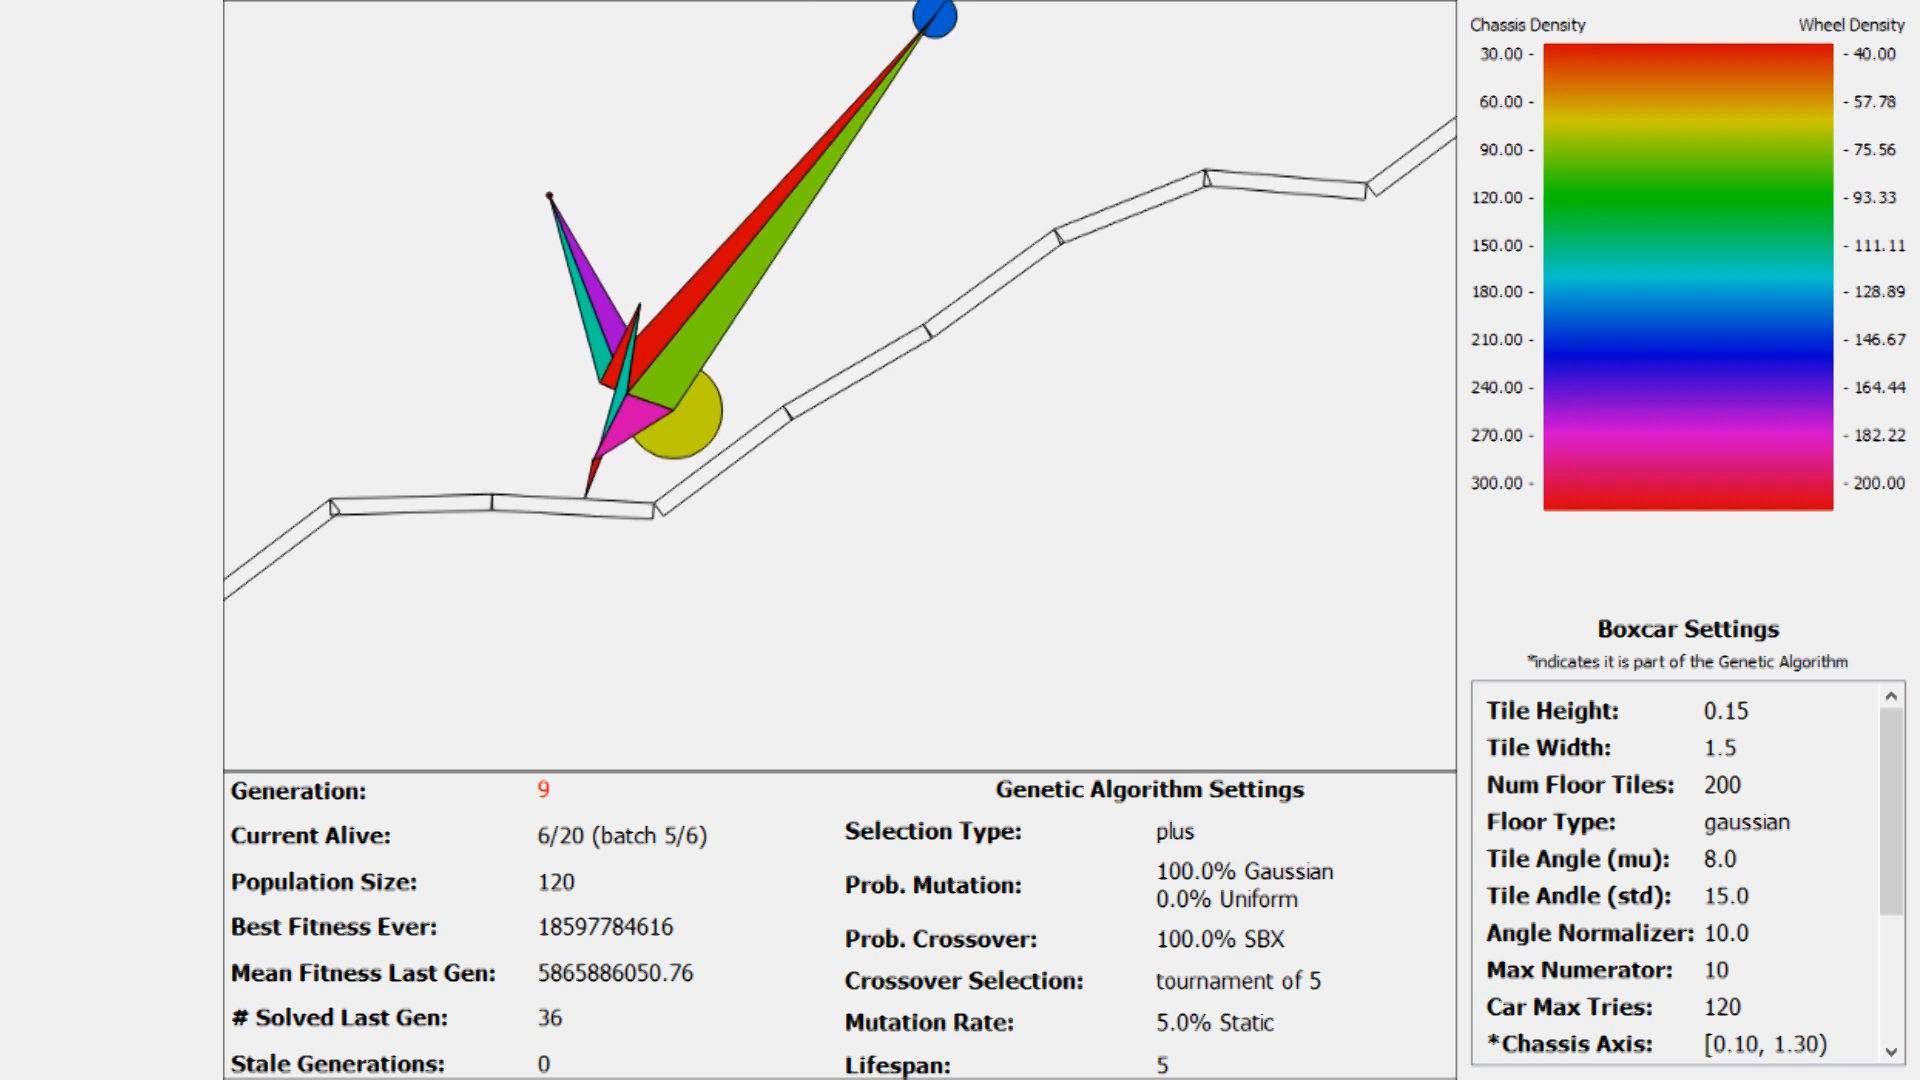 Chassis Density Wheel Density
30.00 - - 40.00
60.00 - - 57.78
90.00 - - 75.56
120.00 - - 93.33
150.00 - - 111.11
180.00 - - 128.89
210.00 - - 146.67
240.00 - - 164.44
270.00 - - 182.22
300.00 - - 200.00
Boxcar Settings
*indicates it is part of the Genetic Algorithm
Tile Height: 0.15
Tile Width: 1.5
Num Floor Tiles: 200
Floor Type: gaussian
Tile Angle (mu): 8.0
Tile Andle (std): 15.0
Angle Normalizer: 10.0
Max Numerator: 10
Car Max Tries: 120
*Chassis Axis: [0.10, 1.30)
Generation: 9
Current Alive: 6/20 (batch 5/6)
Population Size: 120
Best Fitness Ever: 18597784616
Mean Fitness Last Gen: 5865886050.76
# Solved Last Gen: 36
Stale Generations: 0
Genetic Algorithm Settings
Selection Type: plus
Prob. Mutation: 100.0% Gaussian
0.0% Uniform
Prob. Crossover: 100.0% SBX
Crossover Selection: tournament of 5
Mutation Rate: 5.0% Static
Lifespan: 5